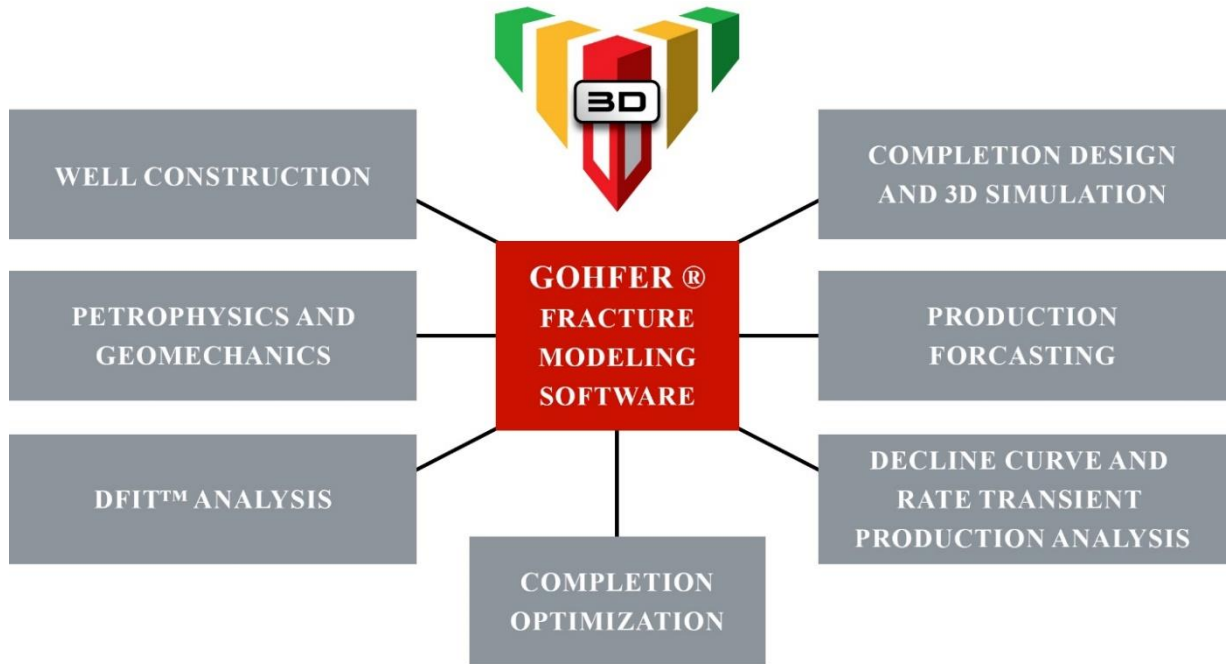 3D
WELL CONSTRUCTION
COMPLETION DESIGN
AND 3D SIMULATION
GOHFER ®
FRACTURE
MODELING
SOFTWARE
PETROPHYSICS AND
GEOMECHANICS
PRODUCTION
FORCASTING
DFIT™ ANALYSIS
DECLINE CURVE AND
RATE TRANSIENT
PRODUCTION ANALYSIS
COMPLETION
OPTIMIZATION